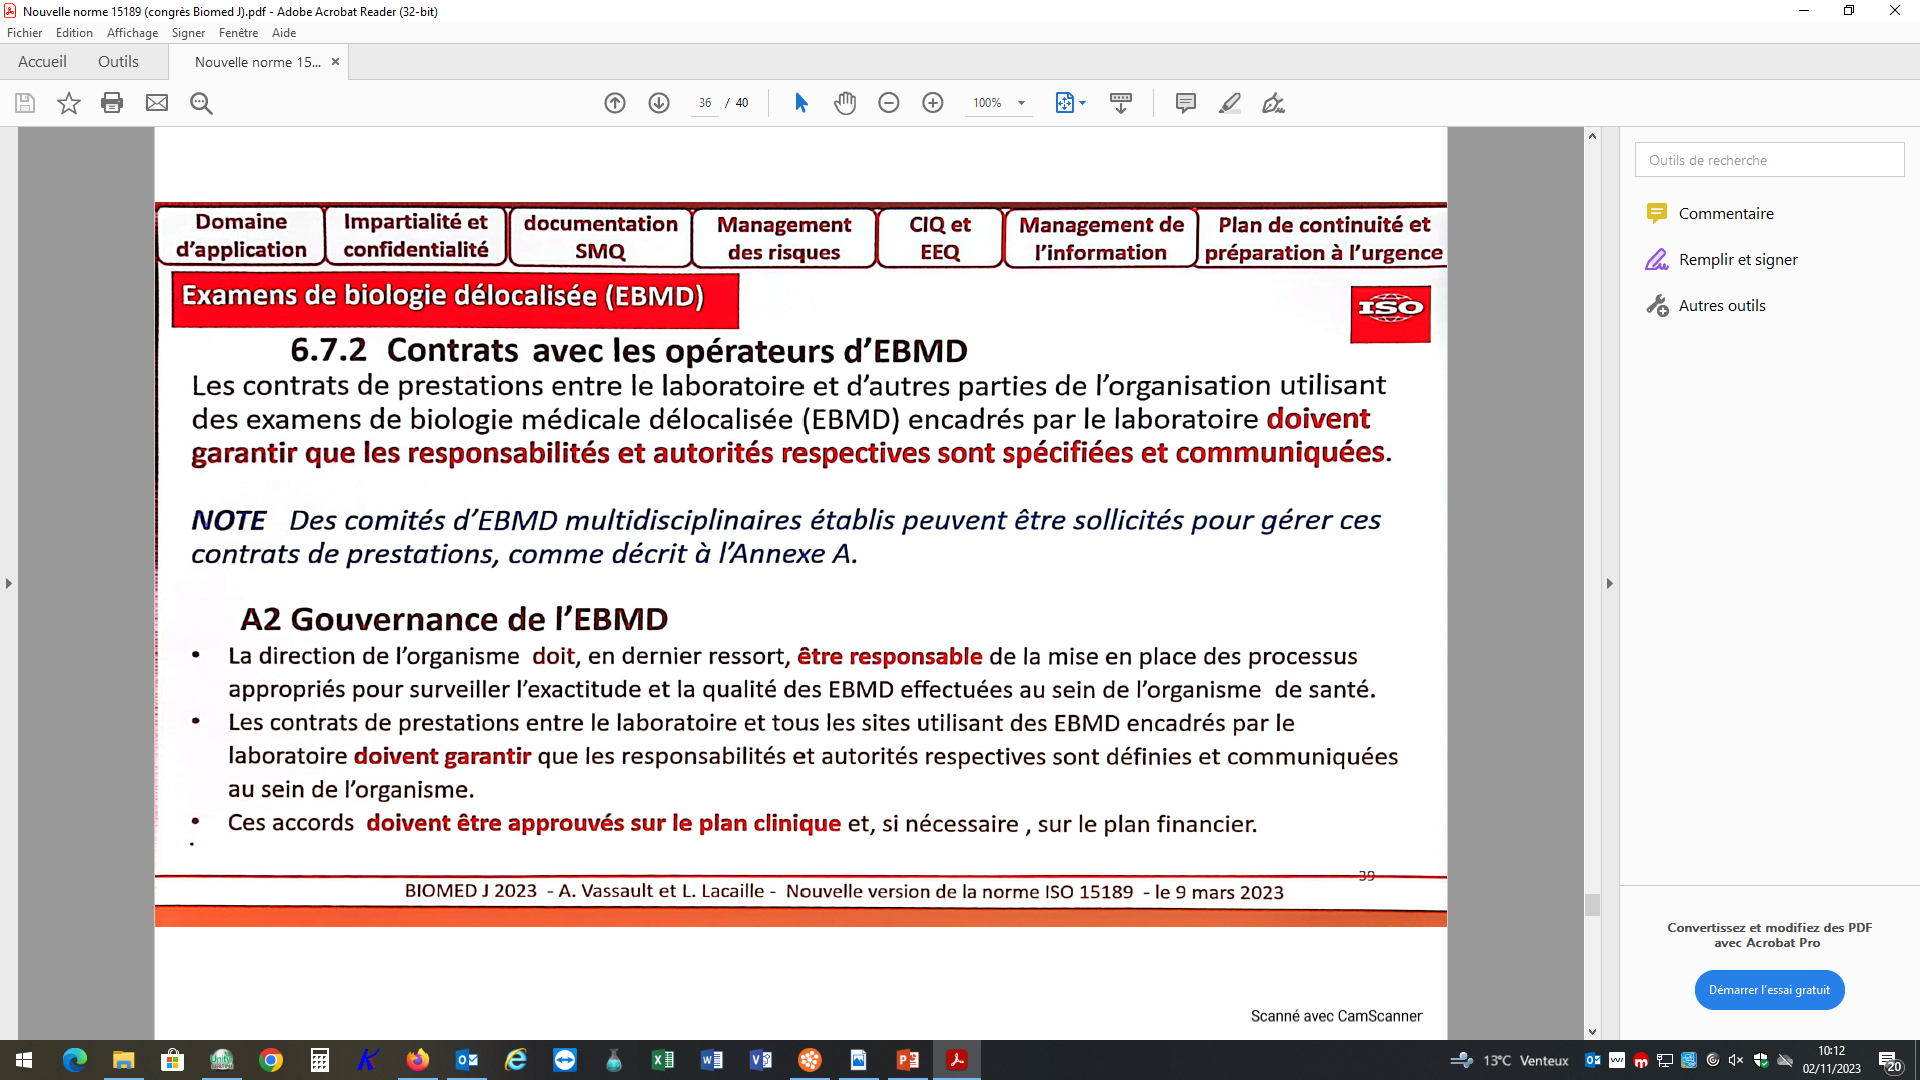 Nouvelle norme 15189 (congrès Biomed J).pdf - Adobe Acrobat Reader (32-bit)
Fichier Edition Affichage Signer Fenêtre Aide
Accueil Outils Nouvelle norme 15... ×
36 / 40 100%
Outils de recherche
Commentaire
Remplir et signer
Autres outils
Domaine d'application
Impartialité et confidentialité
documentation SMQ
Management des risques
CIQ et EEQ
Management de l'information
Plan de continuité et préparation à l'urgence
Examens de biologie délocalisée (EBMD)
ISO
6.7.2 Contrats avec les opérateurs d'EBMD
Les contrats de prestations entre le laboratoire et d'autres parties de l'organisation utilisant
des examens de biologie médicale délocalisée (EBMD) encadrés par le laboratoire doivent
garantir que les responsabilités et autorités respectives sont spécifiées et communiquées.
NOTE Des comités d'EBMD multidisciplinaires établis peuvent être sollicités pour gérer ces
contrats de prestations, comme décrit à l'Annexe A.
A2 Gouvernance de l'EBMD
• La direction de l'organisme doit, en dernier ressort, être responsable de la mise en place des processus
appropriés pour surveiller l'exactitude et la qualité des EBMD effectuées au sein de l'organisme de santé.
• Les contrats de prestations entre le laboratoire et tous les sites utilisant des EBMD encadrés par le
laboratoire doivent garantir que les responsabilités et autorités respectives sont définies et communiquées
au sein de l'organisme.
• Ces accords doivent être approuvés sur le plan clinique et, si nécessaire , sur le plan financier.
39
BIOMED J 2023 - A. Vassault et L. Lacaille - Nouvelle version de la norme ISO 15189 - le 9 mars 2023
Scanné avec CamScanner
Convertissez et modifiez des PDF
avec Acrobat Pro
Démarrer l'essai gratuit
13°C Venteux
10:12
02/11/2023
20